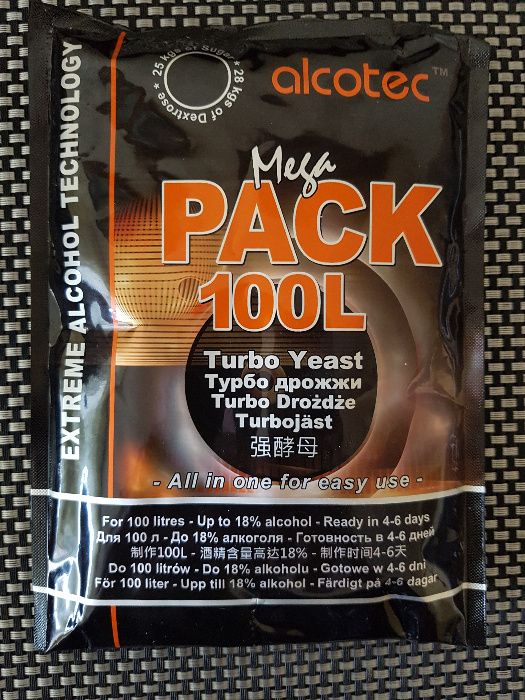 * 25 kgs of Sugar * 28 kgs of Dextrose *
alcotec™
EXTREME ALCOHOL TECHNOLOGY
Mega
PACK
100L
Turbo Yeast
Турбо дрожжи
Turbo Drożdże
Turbojäst
强酵母
- All in one for easy use -
For 100 litres - Up to 18% alcohol - Ready in 4-6 days
Для 100 л - До 18% алкоголя - Готовность в 4-6 дней
制作100L - 酒精含量高达18% - 制作时间4-6天
Do 100 litrów - Do 18% alkoholu - Gotowe w 4-6 dni
För 100 liter - Upp till 18% alkohol - Färdigt på 4-6 dagar